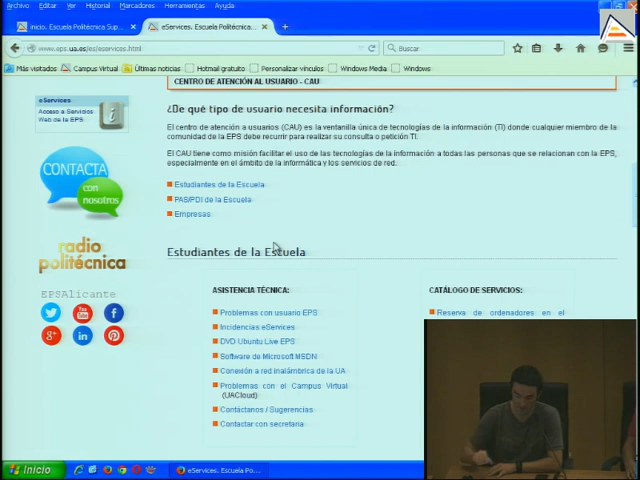 Archivo Editar Ver Historial Marcadores Herramientas Ayuda
inicio. Escuela Politécnica Sup...
eServices. Escuela Politécnic...
www.eps.ua.es/es/eservices.html
Buscar
Más visitados
Campus Virtual
Últimas noticias
Hotmail gratuito
Personalizar vínculos
Windows Media
Windows
CENTRO DE ATENCIÓN AL USUARIO - CAU
eServices
Acceso a Servicios
Web de la EPS
¿De qué tipo de usuario necesita información?
El centro de atención a usuarios (CAU) es la ventanilla única de tecnologías de la información (TI) donde cualquier miembro de la
comunidad de la EPS debe recurrir para realizar su consulta o petición TI.
El CAU tiene como misión facilitar el uso de las tecnologías de la información a todas las personas que se relacionan con la EPS,
especialmente en el ámbito de la informática y los servicios de red.
CONTACTA
con
nosotros
Estudiantes de la Escuela
PAS/PDI de la Escuela
Empresas
radio
politécnica
Estudiantes de la Escuela
EPSAlicante
ASISTENCIA TÉCNICA:
Problemas con usuario EPS
Incidencias eServices
DVD Ubuntu Live EPS
Software de Microsoft MSDN
Conexión a red inalámbrica de la UA
Problemas con el Campus Virtual
(UACloud)
Contáctanos / Sugerencias
Contactar con secretaria
CATÁLOGO DE SERVICIOS:
Reserva de ordenadores en el
Inicio
eServices. Escuela Po...